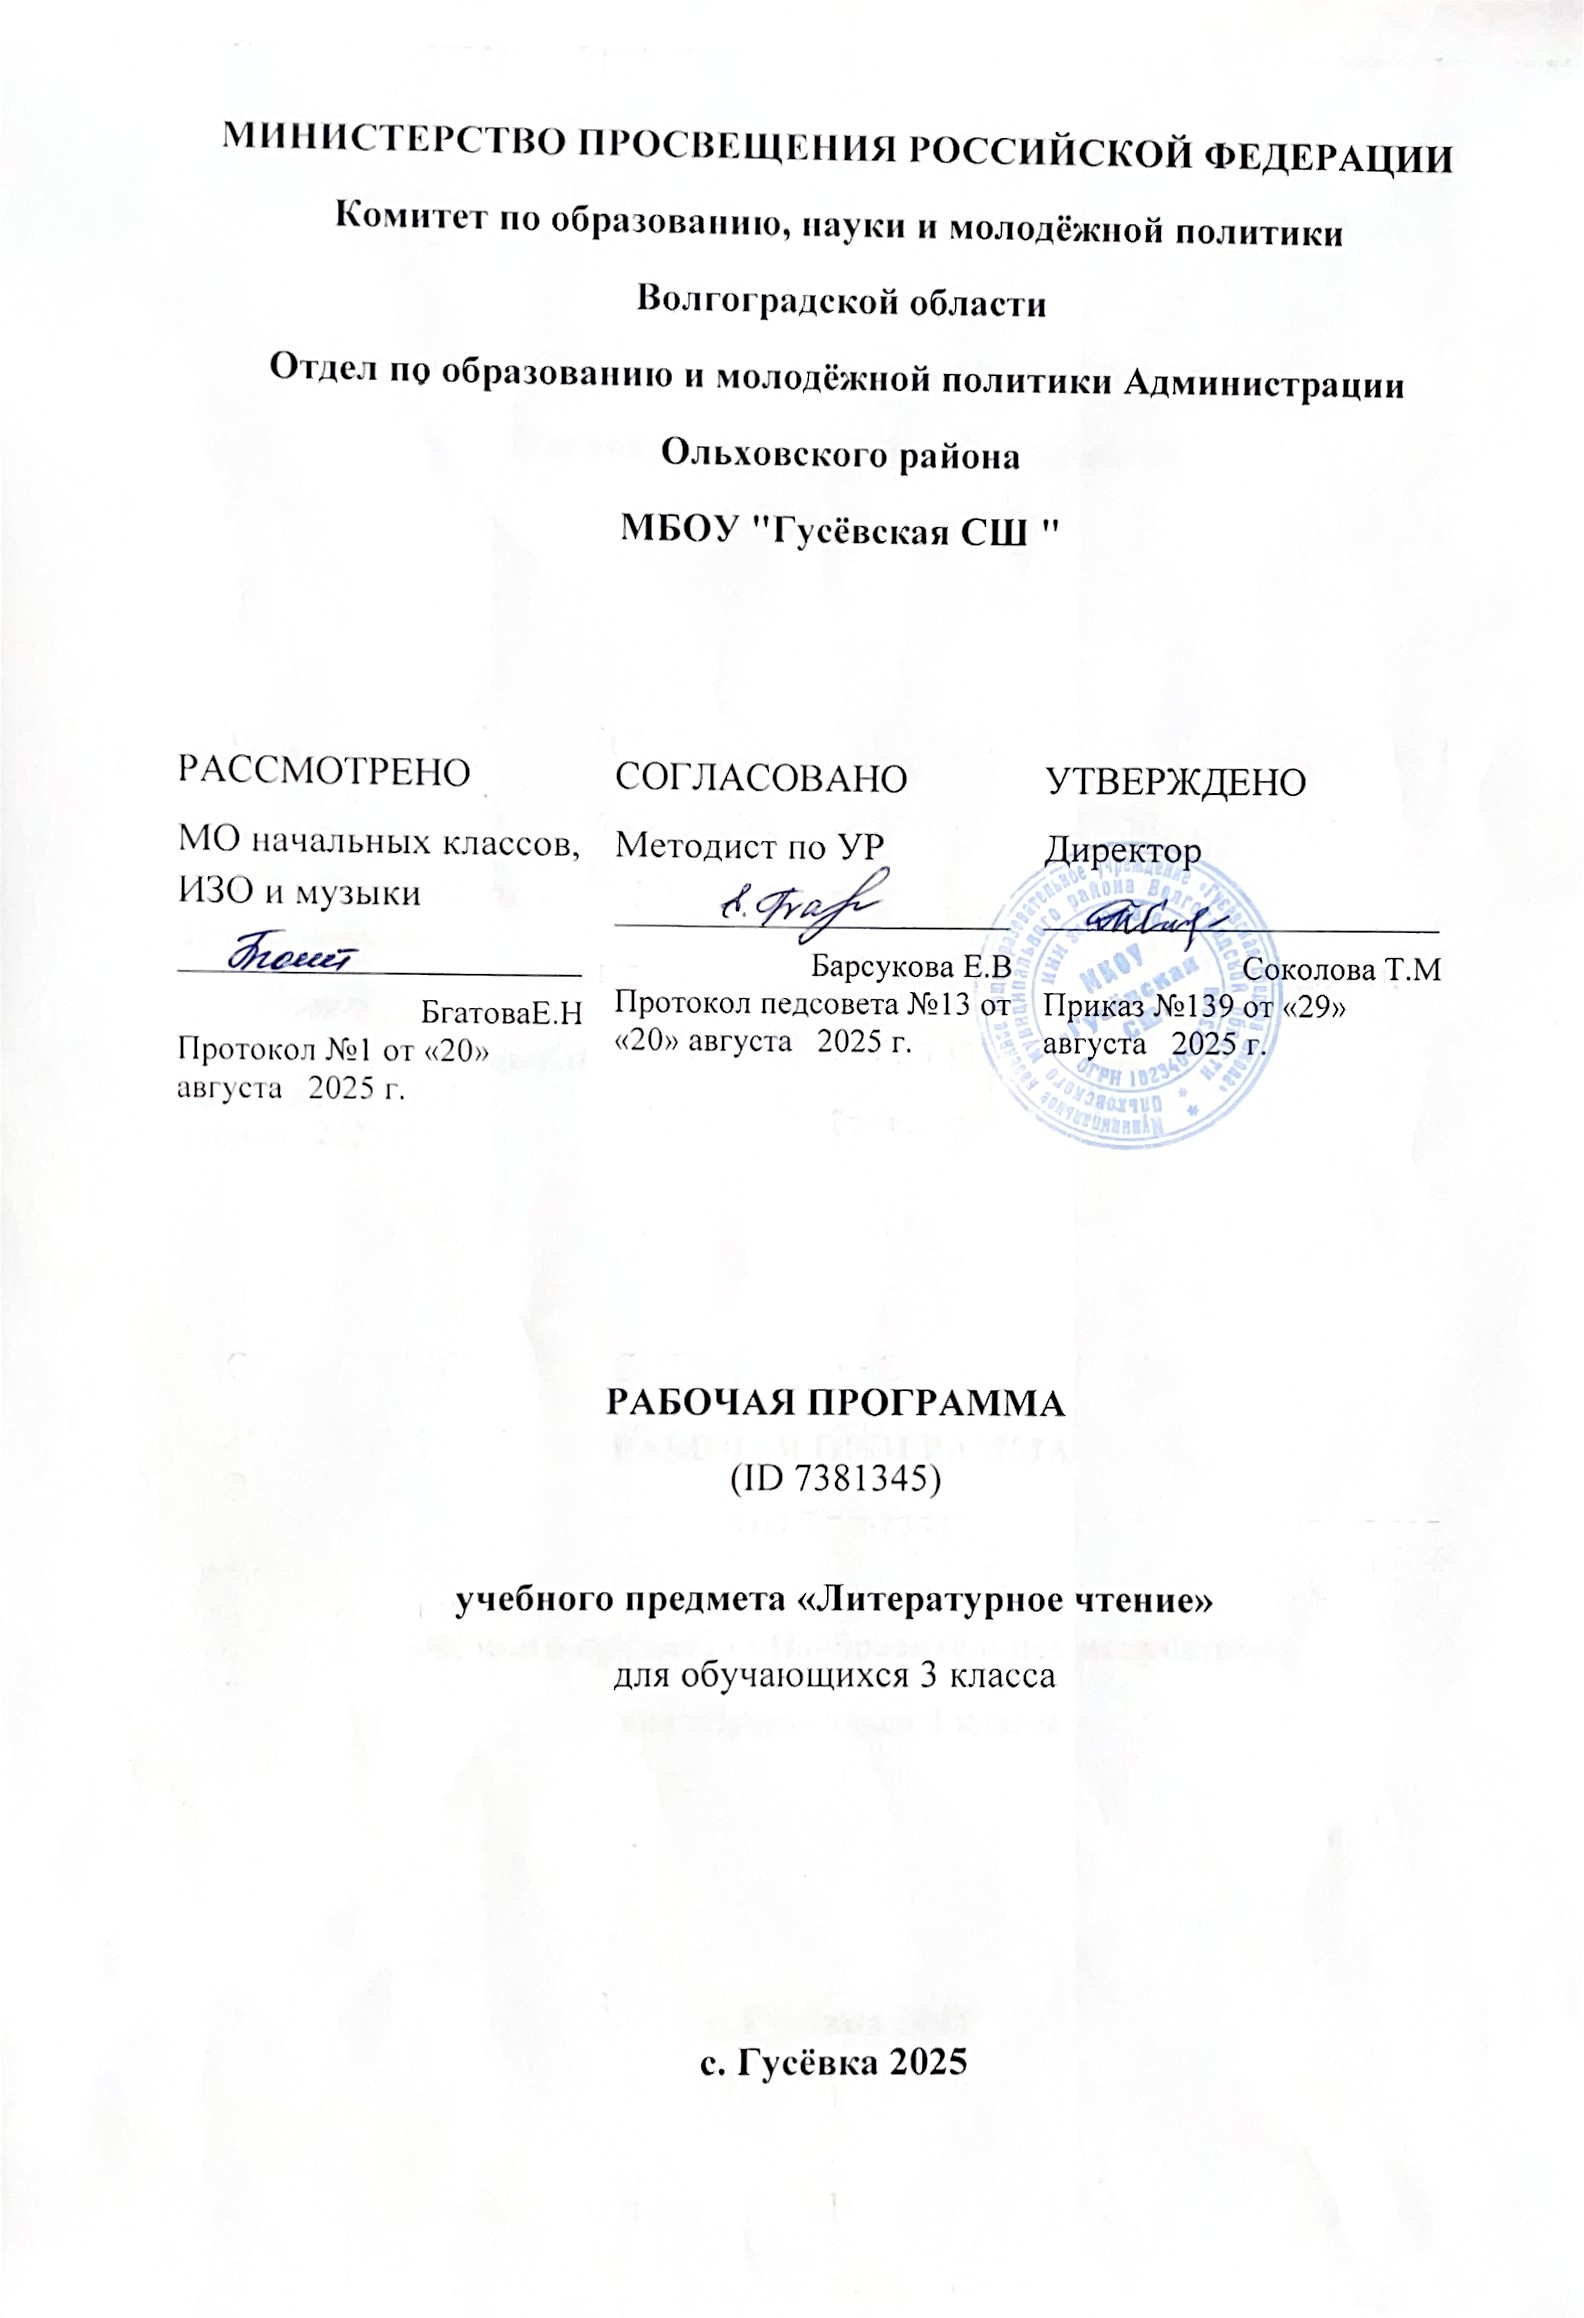 МИНИСТЕРСТВО ПРОСВЕЩЕНИЯ РОССИЙСКОЙ ФЕДЕРАЦИИ
Комитет по образованию, науки и молодёжной политики
Волгоградской области
Отдел по образованию и молодёжной политики Администрации
Ольховского района
МБОУ "Гусёвская СШ "
РАССМОТРЕНО
МО начальных классов,
ИЗО и музыки
БгатоваЕ.Н
Протокол №1 от «20»
августа 2025 г.
СОГЛАСОВАНО
Методист по УР
Барсукова Е.В
Протокол педсовета №13 от
«20» августа 2025 г.
УТВЕРЖДЕНО
Директор
Соколова Т.М
Приказ №139 от «29»
августа 2025 г.
МКОУ
РАБОЧАЯ ПРОГРАММА
(ID 7381345)
учебного предмета «Литературное чтение»
для обучающихся 3 класса
с. Гусёвка 2025